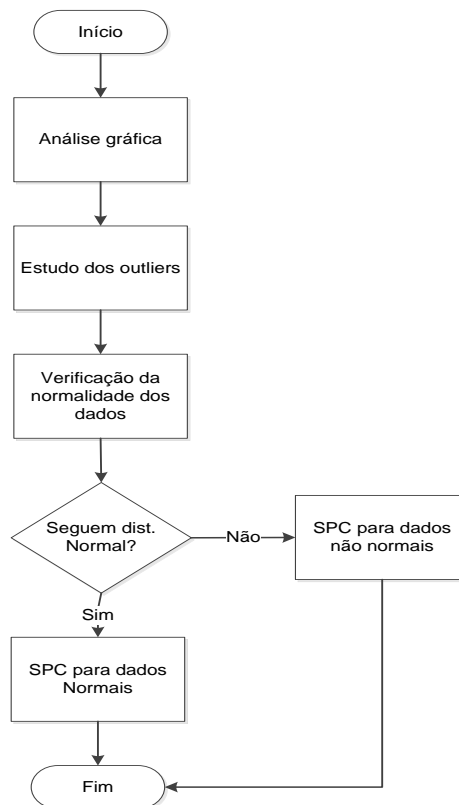 Início
Análise gráfica
Estudo dos outliers
Verificação da
normalidade dos
dados
Seguem dist.
Normal?
Não
SPC para dados
não normais
Sim
SPC para dados
Normais
Fim